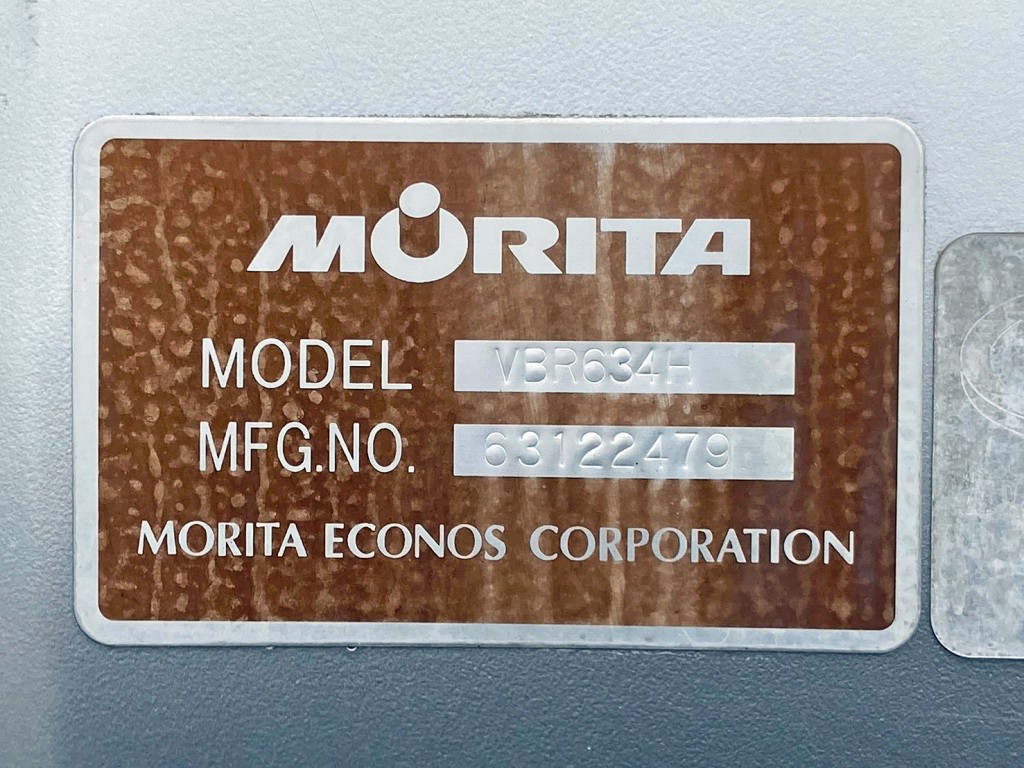 MORITA
MODEL VBR634H
MFG.NO. 63122479
MORITA ECONOS CORPORATION